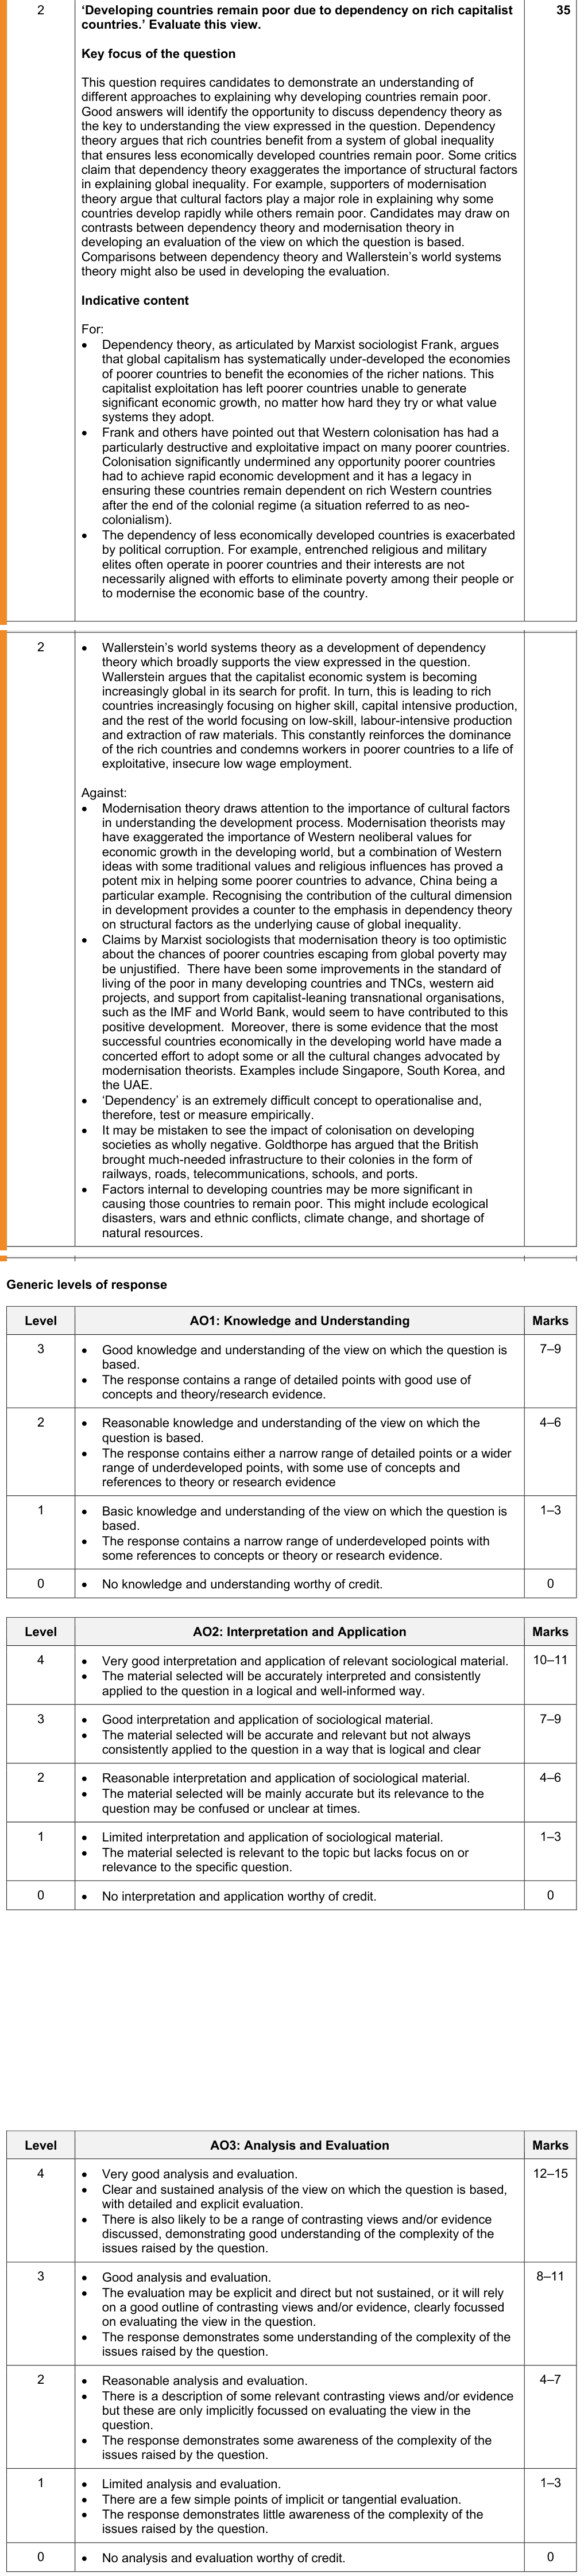 2
‘Developing countries remain poor due to dependency on rich capitalist
countries.’ Evaluate this view.
35
Key focus of the question
This question requires candidates to demonstrate an understanding of
different approaches to explaining why developing countries remain poor.
Good answers will identify the opportunity to discuss dependency theory as
the key to understanding the view expressed in the question. Dependency
theory argues that rich countries benefit from a system of global inequality
that ensures less economically developed countries remain poor. Some critics
claim that dependency theory exaggerates the importance of structural factors
in explaining global inequality. For example, supporters of modernisation
theory argue that cultural factors play a major role in explaining why some
countries develop rapidly while others remain poor. Candidates may draw on
contrasts between dependency theory and modernisation theory in
developing an evaluation of the view on which the question is based.
Comparisons between dependency theory and Wallerstein’s world systems
theory might also be used in developing the evaluation.
Indicative content
For:
• Dependency theory, as articulated by Marxist sociologist Frank, argues
that global capitalism has systematically under-developed the economies
of poorer countries to benefit the economies of the richer nations. This
capitalist exploitation has left poorer countries unable to generate
significant economic growth, no matter how hard they try or what value
systems they adopt.
• Frank and others have pointed out that Western colonisation has had a
particularly destructive and exploitative impact on many poorer countries.
Colonisation significantly undermined any opportunity poorer countries
had to achieve rapid economic development and it has a legacy in
ensuring these countries remain dependent on rich Western countries
after the end of the colonial regime (a situation referred to as neo-
colonialism).
• The dependency of less economically developed countries is exacerbated
by political corruption. For example, entrenched religious and military
elites often operate in poorer countries and their interests are not
necessarily aligned with efforts to eliminate poverty among their people or
to modernise the economic base of the country.
2
• Wallerstein’s world systems theory as a development of dependency
theory which broadly supports the view expressed in the question.
Wallerstein argues that the capitalist economic system is becoming
increasingly global in its search for profit. In turn, this is leading to rich
countries increasingly focusing on higher skill, capital intensive production,
and the rest of the world focusing on low-skill, labour-intensive production
and extraction of raw materials. This constantly reinforces the dominance
of the rich countries and condemns workers in poorer countries to a life of
exploitative, insecure low wage employment.
Against:
• Modernisation theory draws attention to the importance of cultural factors
in understanding the development process. Modernisation theorists may
have exaggerated the importance of Western neoliberal values for
economic growth in the developing world, but a combination of Western
ideas with some traditional values and religious influences has proved a
potent mix in helping some poorer countries to advance, China being a
particular example. Recognising the contribution of the cultural dimension
in development provides a counter to the emphasis in dependency theory
on structural factors as the underlying cause of global inequality.
• Claims by Marxist sociologists that modernisation theory is too optimistic
about the chances of poorer countries escaping from global poverty may
be unjustified. There have been some improvements in the standard of
living of the poor in many developing countries and TNCs, western aid
projects, and support from capitalist-leaning transnational organisations,
such as the IMF and World Bank, would seem to have contributed to this
positive development. Moreover, there is some evidence that the most
successful countries economically in the developing world have made a
concerted effort to adopt some or all the cultural changes advocated by
modernisation theorists. Examples include Singapore, South Korea, and
the UAE.
• ‘Dependency’ is an extremely difficult concept to operationalise and,
therefore, test or measure empirically.
• It may be mistaken to see the impact of colonisation on developing
societies as wholly negative. Goldthorpe has argued that the British
brought much-needed infrastructure to their colonies in the form of
railways, roads, telecommunications, schools, and ports.
• Factors internal to developing countries may be more significant in
causing those countries to remain poor. This might include ecological
disasters, wars and ethnic conflicts, climate change, and shortage of
natural resources.
Generic levels of response
Level AO1: Knowledge and Understanding Marks
3 • Good knowledge and understanding of the view on which the question is 7–9
based.
• The response contains a range of detailed points with good use of
concepts and theory/research evidence.
2 • Reasonable knowledge and understanding of the view on which the 4–6
question is based.
• The response contains either a narrow range of detailed points or a wider
range of underdeveloped points, with some use of concepts and
references to theory or research evidence
1 • Basic knowledge and understanding of the view on which the question is 1–3
based.
• The response contains a narrow range of underdeveloped points with
some references to concepts or theory or research evidence.
0 • No knowledge and understanding worthy of credit. 0
Level AO2: Interpretation and Application Marks
4 • Very good interpretation and application of relevant sociological material. 10–11
• The material selected will be accurately interpreted and consistently
applied to the question in a logical and well-informed way.
3 • Good interpretation and application of sociological material. 7–9
• The material selected will be accurate and relevant but not always
consistently applied to the question in a way that is logical and clear
2 • Reasonable interpretation and application of sociological material. 4–6
• The material selected will be mainly accurate but its relevance to the
question may be confused or unclear at times.
1 • Limited interpretation and application of sociological material. 1–3
• The material selected is relevant to the topic but lacks focus on or
relevance to the specific question.
0 • No interpretation and application worthy of credit. 0
Level AO3: Analysis and Evaluation Marks
4 • Very good analysis and evaluation. 12–15
• Clear and sustained analysis of the view on which the question is based,
with detailed and explicit evaluation.
• There is also likely to be a range of contrasting views and/or evidence
discussed, demonstrating good understanding of the complexity of the
issues raised by the question.
3 • Good analysis and evaluation. 8–11
• The evaluation may be explicit and direct but not sustained, or it will rely
on a good outline of contrasting views and/or evidence, clearly focussed
on evaluating the view in the question.
• The response demonstrates some understanding of the complexity of the
issues raised by the question.
2 • Reasonable analysis and evaluation. 4–7
• There is a description of some relevant contrasting views and/or evidence
but these are only implicitly focussed on evaluating the view in the
question.
• The response demonstrates some awareness of the complexity of the
issues raised by the question.
1 • Limited analysis and evaluation. 1–3
• There are a few simple points of implicit or tangential evaluation.
• The response demonstrates little awareness of the complexity of the
issues raised by the question.
0 • No analysis and evaluation worthy of credit. 0